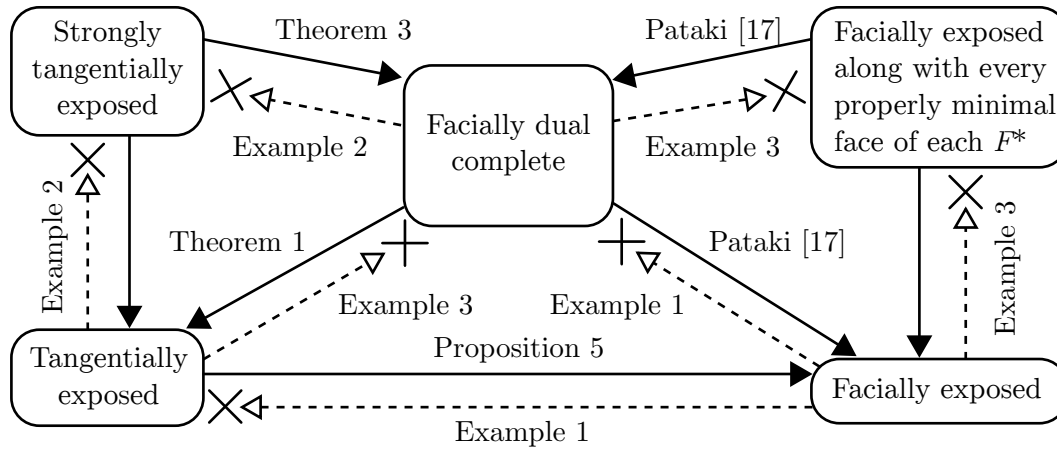 Strongly
tangentially
exposed
Theorem 3
Pataki [17]
Facially exposed
along with every
properly minimal
face of each F*
Example 2
Facially dual
complete
Example 3
Example 2
Theorem 1
Pataki [17]
Example 3
Example 3
Example 1
Tangentially
exposed
Proposition 5
Facially exposed
Example 1